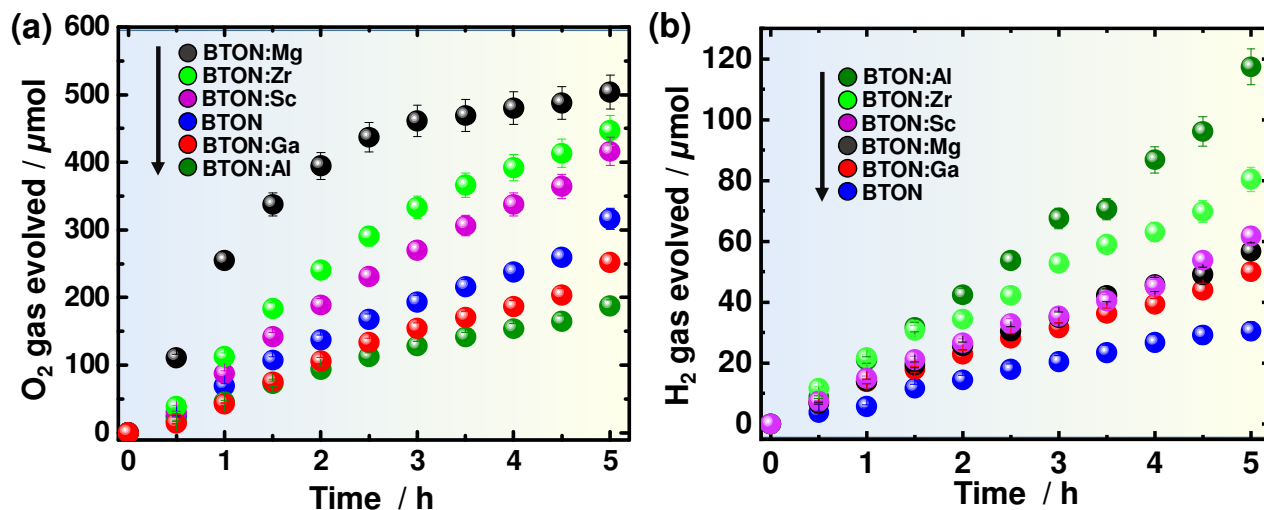 (a)
O2 gas evolved / µmol
600
500
400
300
200
100
0
BTON:Mg
BTON:Zr
BTON:Sc
BTON
BTON:Ga
BTON:Al
0 1 2 3 4 5
Time / h
(b)
H2 gas evolved / µmol
120
100
80
60
40
20
0
BTON:Al
BTON:Zr
BTON:Sc
BTON:Mg
BTON:Ga
BTON
0 1 2 3 4 5
Time / h